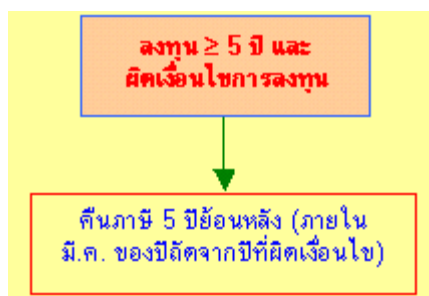 ลงทุน ≥ 5 ปี และ
ผิดเงื่อนไขการลงทุน
คืนภาษี 5 ปีย้อนหลัง (ภายใน
มี.ค. ของปีถัดจากปีที่ผิดเงื่อนไข)